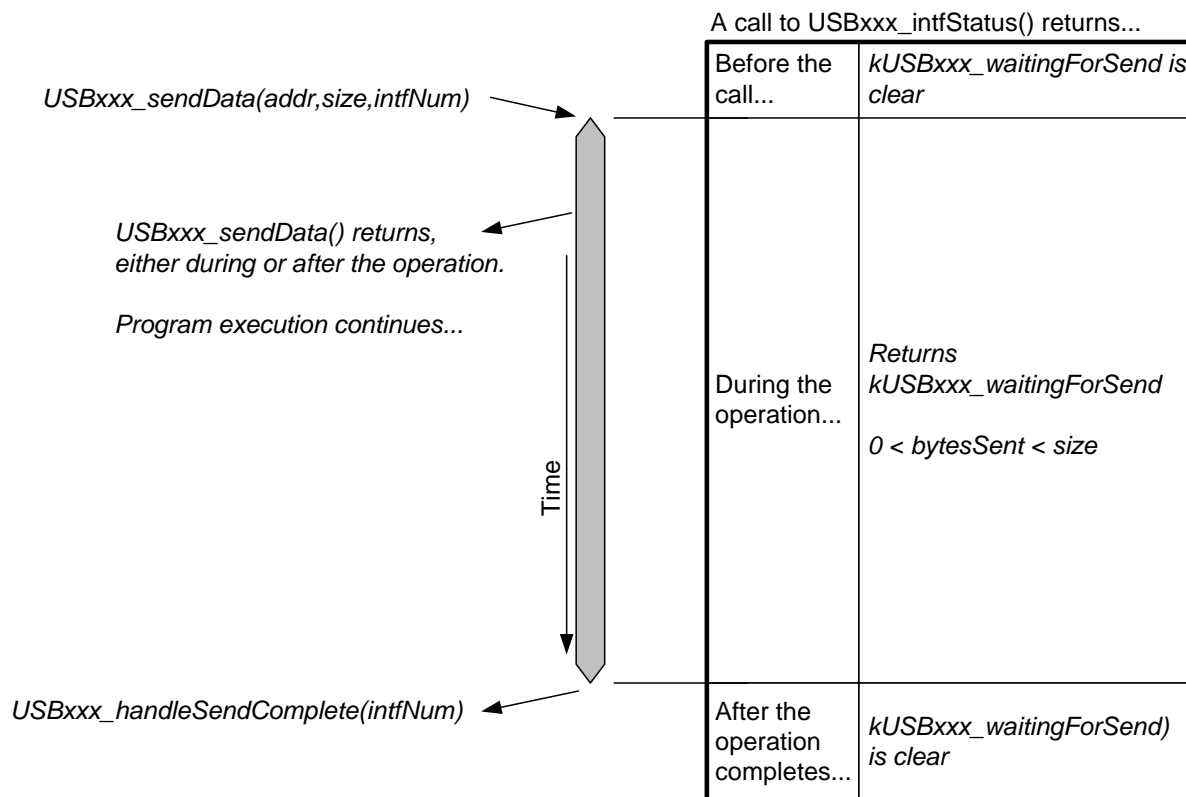 A call to USBxxx_intfStatus() returns...
Before the
call...
kUSBxxx_waitingForSend is
clear
USBxxx_sendData(addr,size,intfNum)
USBxxx_sendData() returns,
either during or after the operation.
Program execution continues...
Time
During the
operation...
Returns
kUSBxxx_waitingForSend
0 < bytesSent < size
USBxxx_handleSendComplete(intfNum)
After the
operation
completes...
kUSBxxx_waitingForSend)
is clear